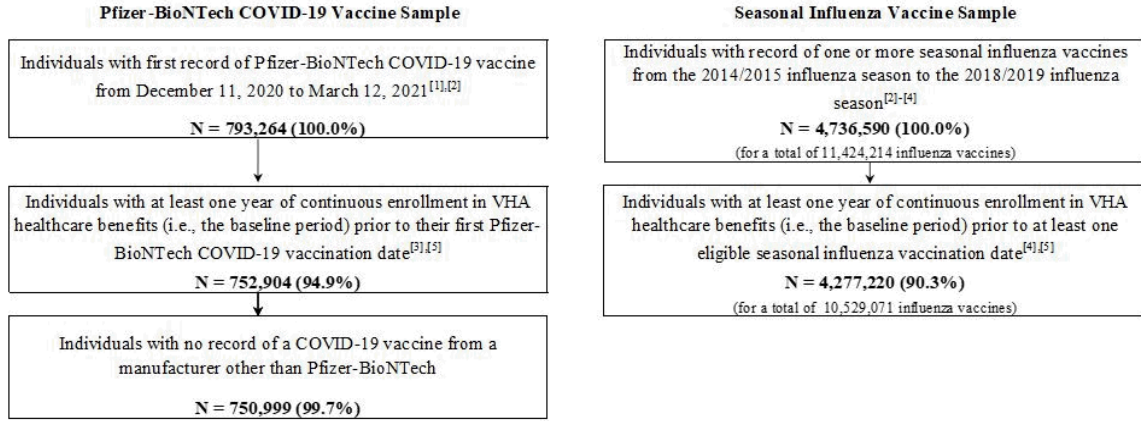 Pfizer-BioNTech COVID-19 Vaccine Sample
Individuals with first record of Pfizer-BioNTech COVID-19 vaccine
from December 11, 2020 to March 12, 2021[1],[2]
N = 793,264 (100.0%)
Individuals with at least one year of continuous enrollment in VHA
healthcare benefits (i.e., the baseline period) prior to their first Pfizer-
BioNTech COVID-19 vaccination date[3],[5]
N = 752,904 (94.9%)
Individuals with no record of a COVID-19 vaccine from a
manufacturer other than Pfizer-BioNTech
N = 750,999 (99.7%)
Seasonal Influenza Vaccine Sample
Individuals with record of one or more seasonal influenza vaccines
from the 2014/2015 influenza season to the 2018/2019 influenza
season[2]-[4]
N = 4,736,590 (100.0%)
(for a total of 11,424,214 influenza vaccines)
Individuals with at least one year of continuous enrollment in VHA
healthcare benefits (i.e., the baseline period) prior to at least one
eligible seasonal influenza vaccination date[4],[5]
N = 4,277,220 (90.3%)
(for a total of 10,529,071 influenza vaccines)